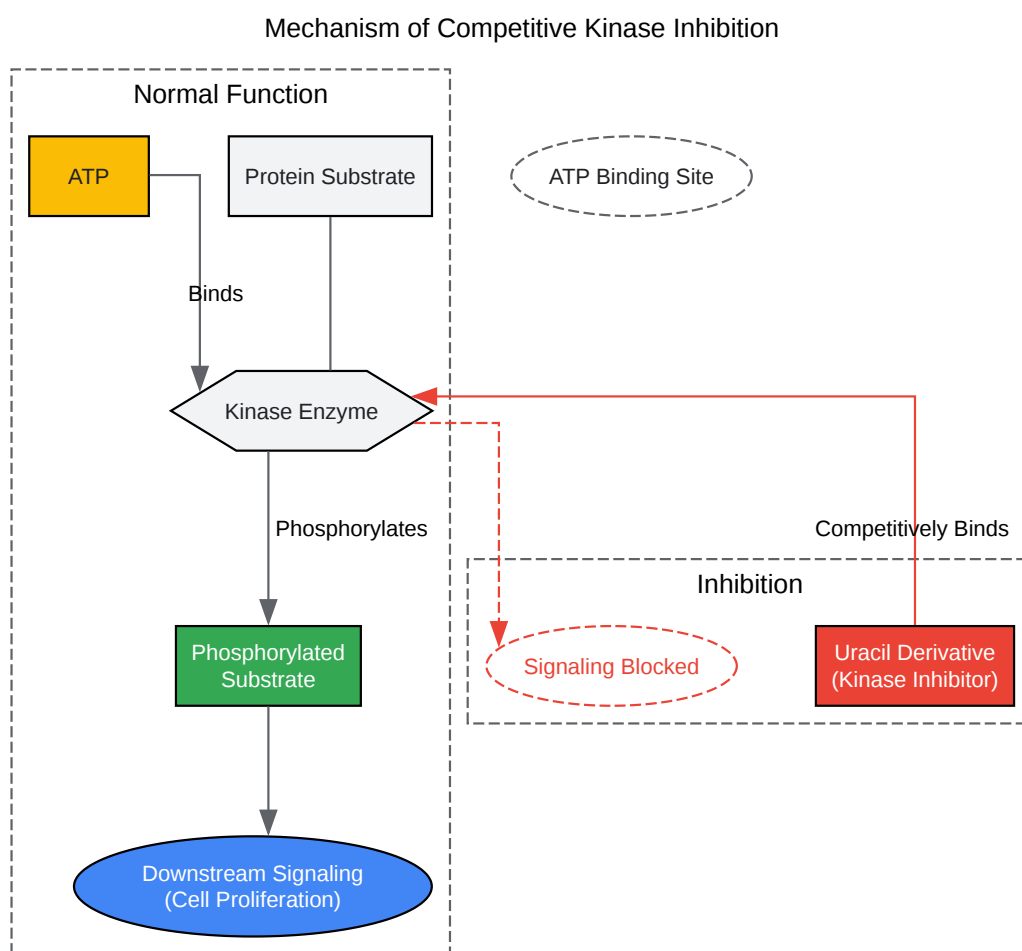 Mechanism of Competitive Kinase Inhibition
Normal Function
ATP
Protein Substrate
ATP Binding Site
Binds
Kinase Enzyme
Phosphorylates
Competitively Binds
Inhibition
Phosphorylated
Substrate
Signaling Blocked
Uracil Derivative
(Kinase Inhibitor)
Downstream Signaling
(Cell Proliferation)